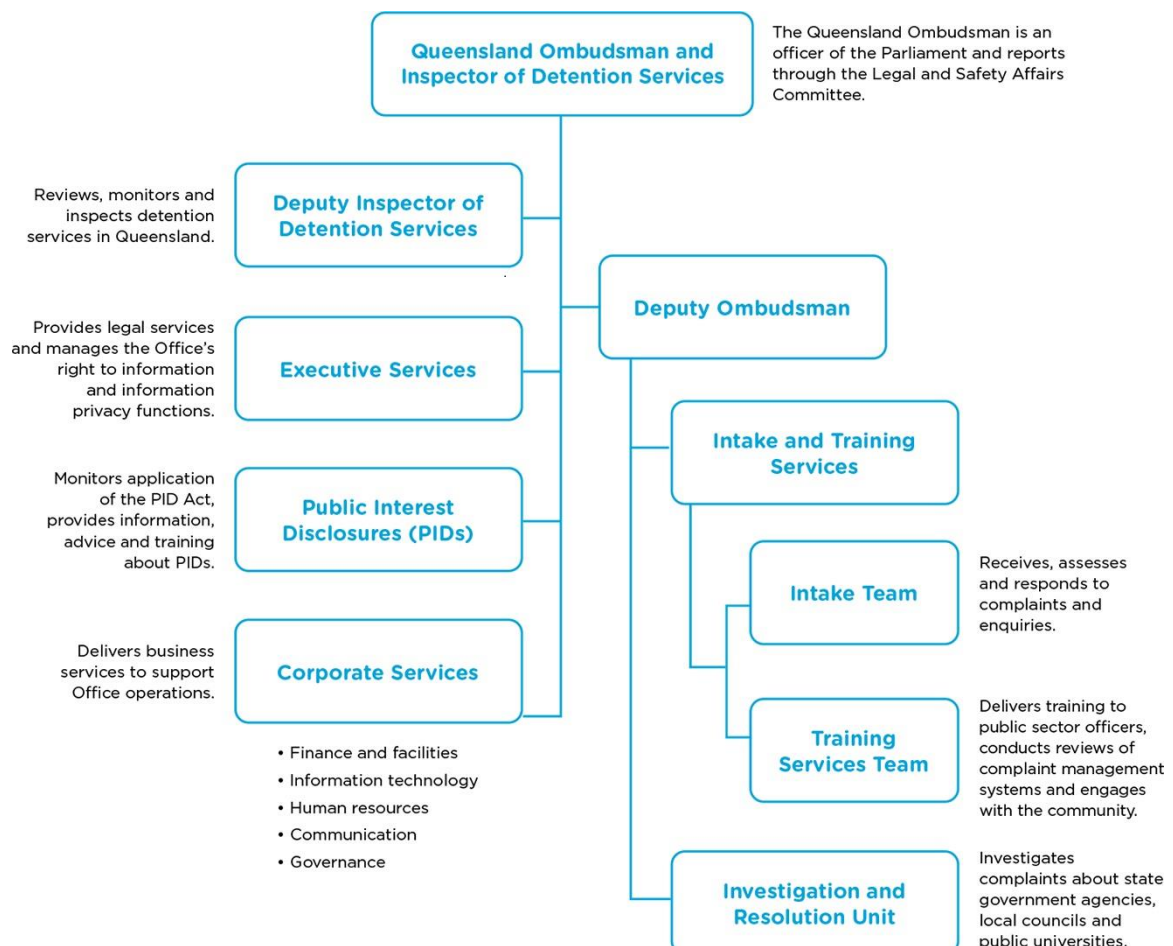 Queensland Ombudsman and
Inspector of Detention Services
The Queensland Ombudsman is an
officer of the Parliament and reports
through the Legal and Safety Affairs
Committee.
Reviews, monitors and
inspects detention
services in Queensland.
Deputy Inspector of
Detention Services
Deputy Ombudsman
Provides legal services
and manages the Office's
right to information
and information
privacy functions.
Executive Services
Intake and Training
Services
Monitors application
of the PID Act,
provides information,
advice and training
about PIDs.
Public Interest
Disclosures (PIDs)
Intake Team
Receives, assesses
and responds to
complaints and
enquiries.
Delivers business
services to support
Office operations.
Corporate Services
• Finance and facilities
• Information technology
• Human resources
• Communication
• Governance
Training
Services Team
Delivers training to
public sector officers,
conducts reviews of
complaint management
systems and engages
with the community.
Investigation and
Resolution Unit
Investigates
complaints about state
government agencies,
local councils and
public universities.